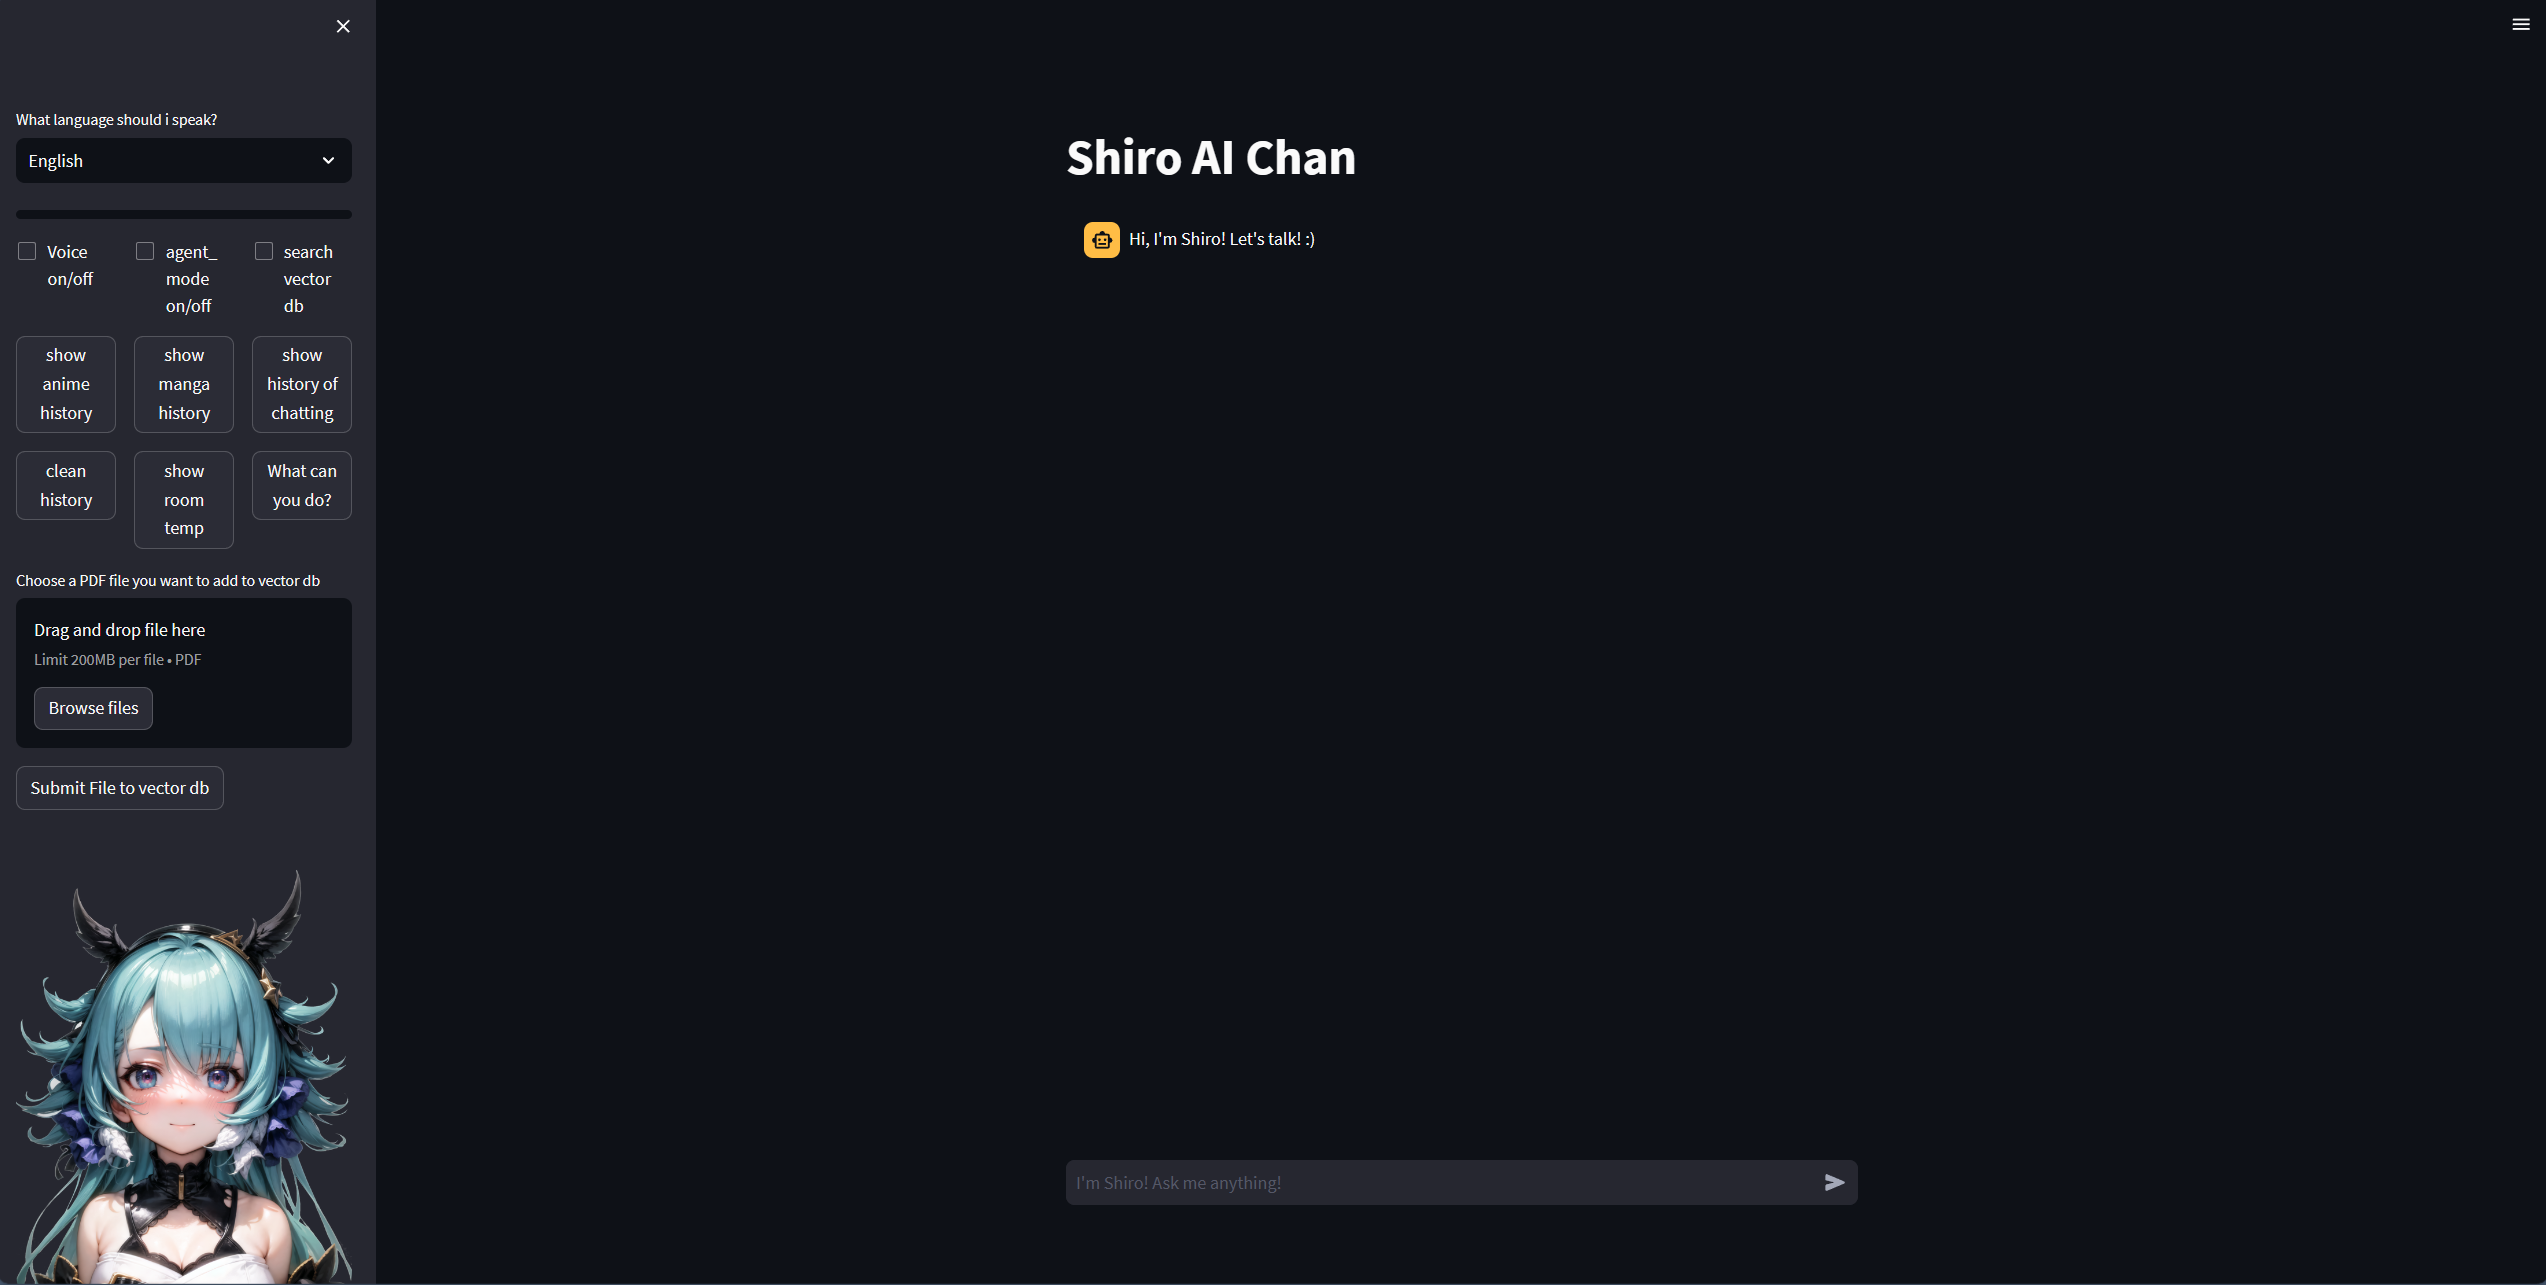 What language should i speak?
English
Voice
on/off
agent_
mode
on/off
search
vector
db
show
anime
history
show
manga
history
show
history of
chatting
clean
history
show
room
temp
What can
you do?
Choose a PDF file you want to add to vector db
Drag and drop file here
Limit 200MB per file • PDF
Browse files
Submit File to vector db
Shiro AI Chan
Hi, I'm Shiro! Let's talk! :)
I'm Shiro! Ask me anything!